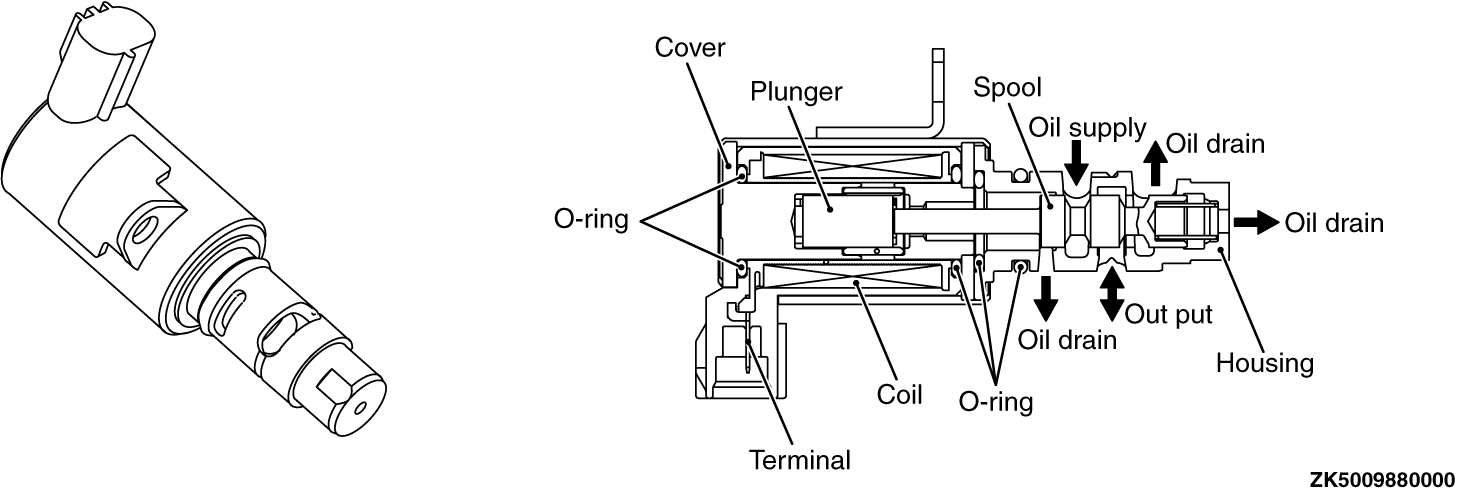 Cover
Plunger
Spool
Oil supply
Oil drain
O-ring
Oil drain
Out put
Oil drain
Housing
Coil
O-ring
Terminal
ZK5009880000